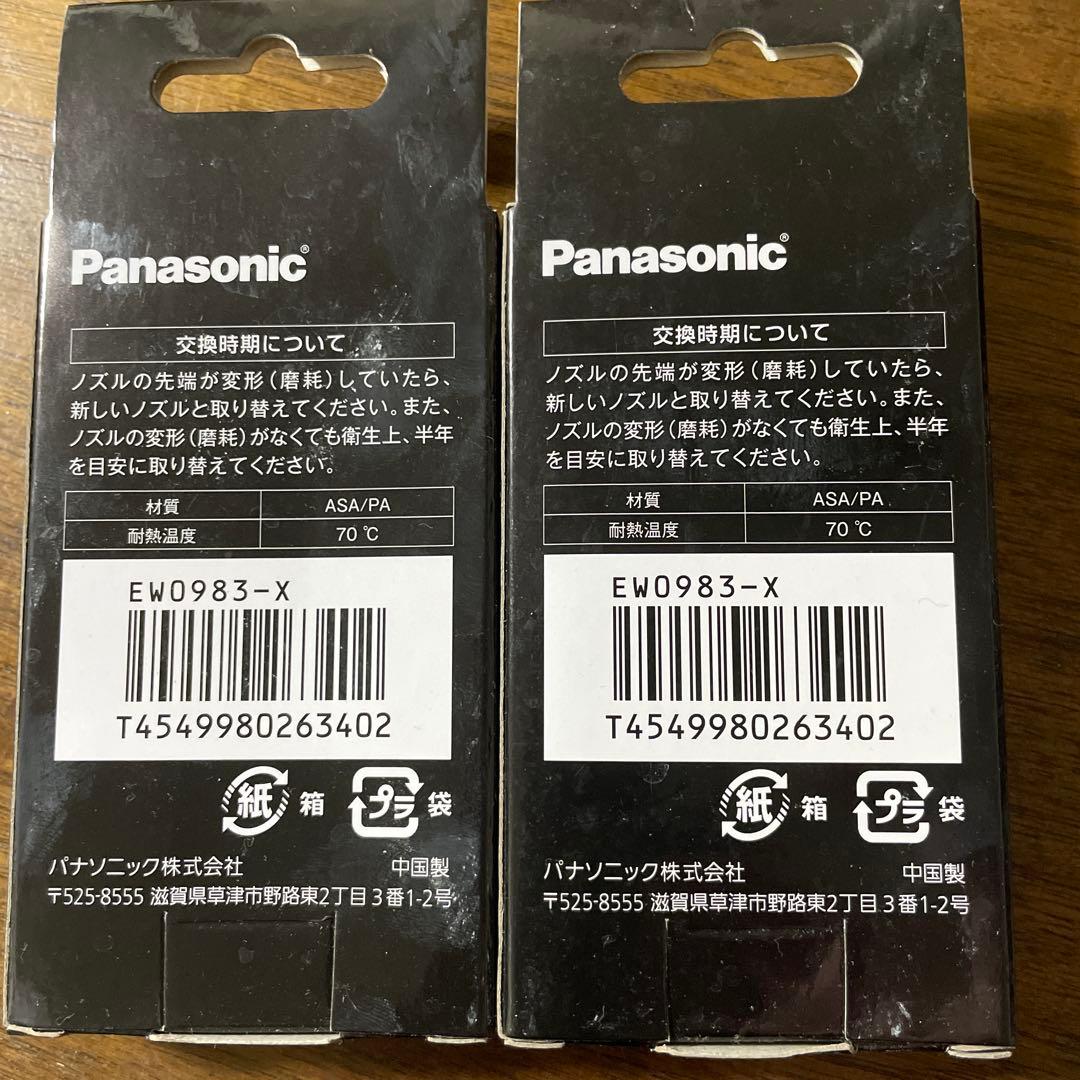 Panasonic®
交換時期について
ノズルの先端が変形(磨耗)していたら、
新しいノズルと取り替えてください。また、
ノズルの変形(磨耗)がなくても衛生上、半年
を目安に取り替えてください。
材質 ASA/PA
耐熱温度 70℃
EW0983-X
T4549980263402
紙 箱 プラ 袋
パナソニック株式会社 中国製
〒525-8555 滋賀県草津市野路東2丁目3番1-2号
Panasonic®
交換時期について
ノズルの先端が変形(磨耗)していたら、
新しいノズルと取り替えてください。また、
ノズルの変形(磨耗)がなくても衛生上、半年
を目安に取り替えてください。
材質 ASA/PA
耐熱温度 70℃
EW0983-X
T4549980263402
紙 箱 プラ 袋
パナソニック株式会社 中国製
〒525-8555 滋賀県草津市野路東2丁目3番1-2号